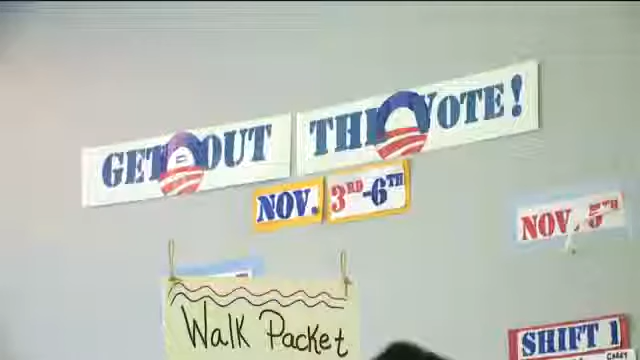 GET OUT THE VOTE!
NOV. 3RD-6TH
NOV. 5TH
Walk Packet
SHIFT 1